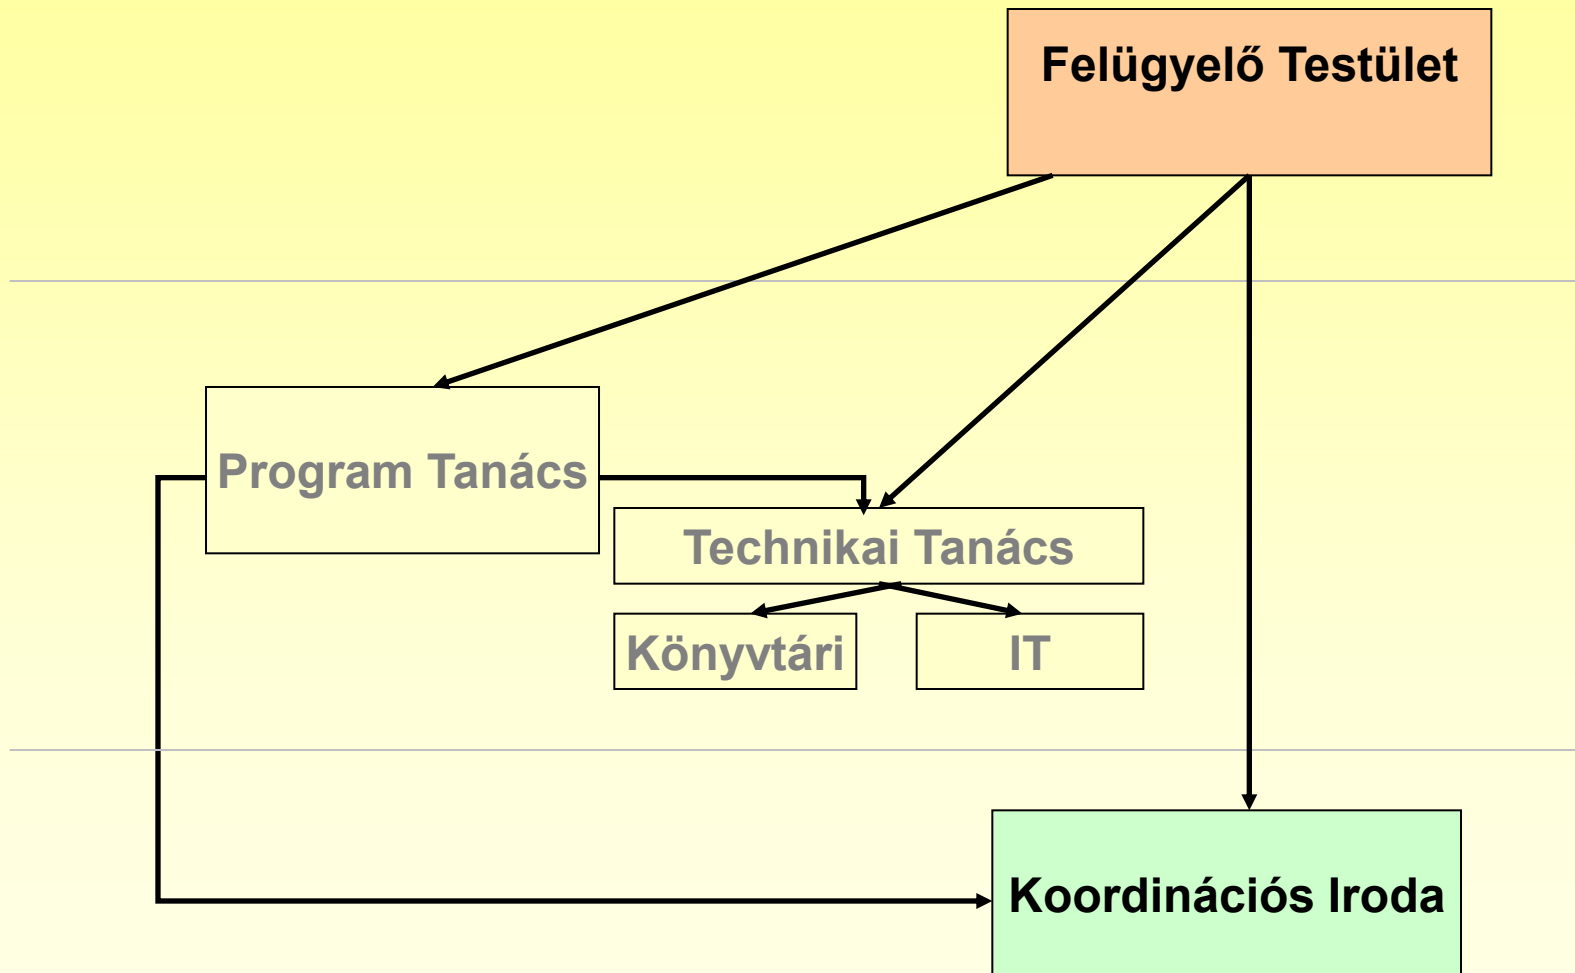 Felügyelő Testület
Program Tanács
Technikai Tanács
Könyvtári
IT
Koordinációs Iroda